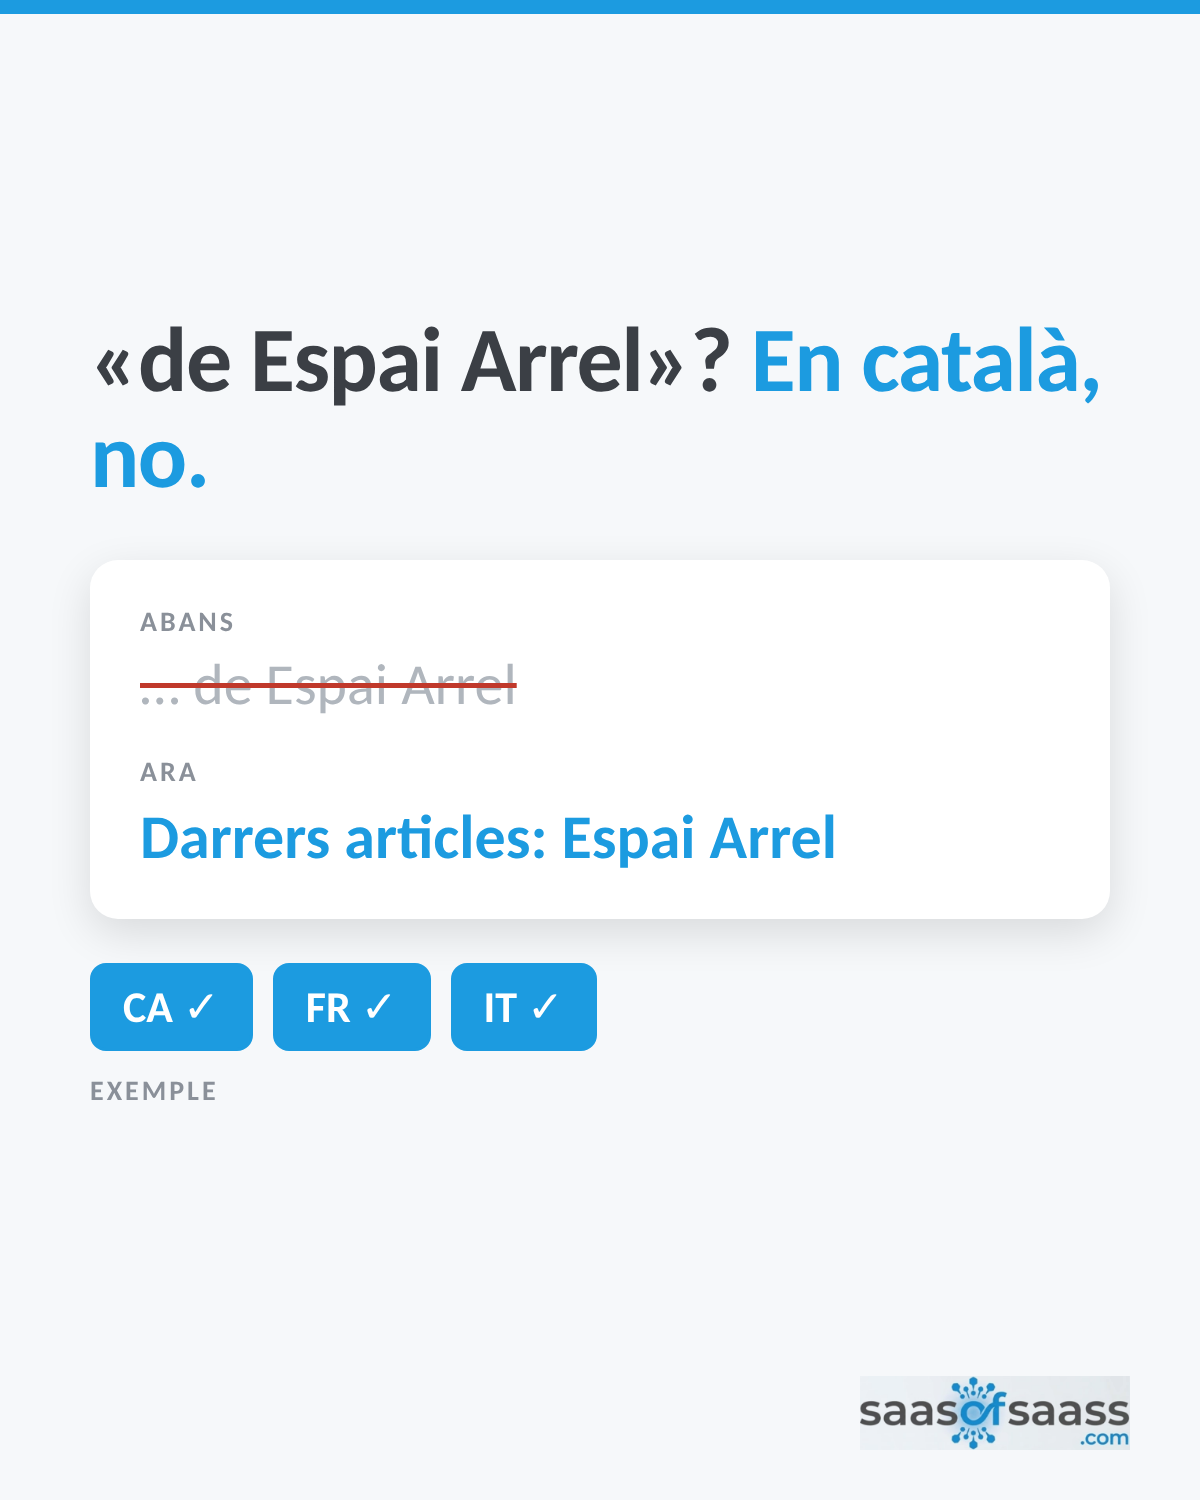 «de Espai Arrel»? En català,
no.
ABANS
... de Espai Arrel
ARA
Darrers articles: Espai Arrel
CA ✓ FR ✓ IT ✓
EXEMPLE
saasofsaass
.com